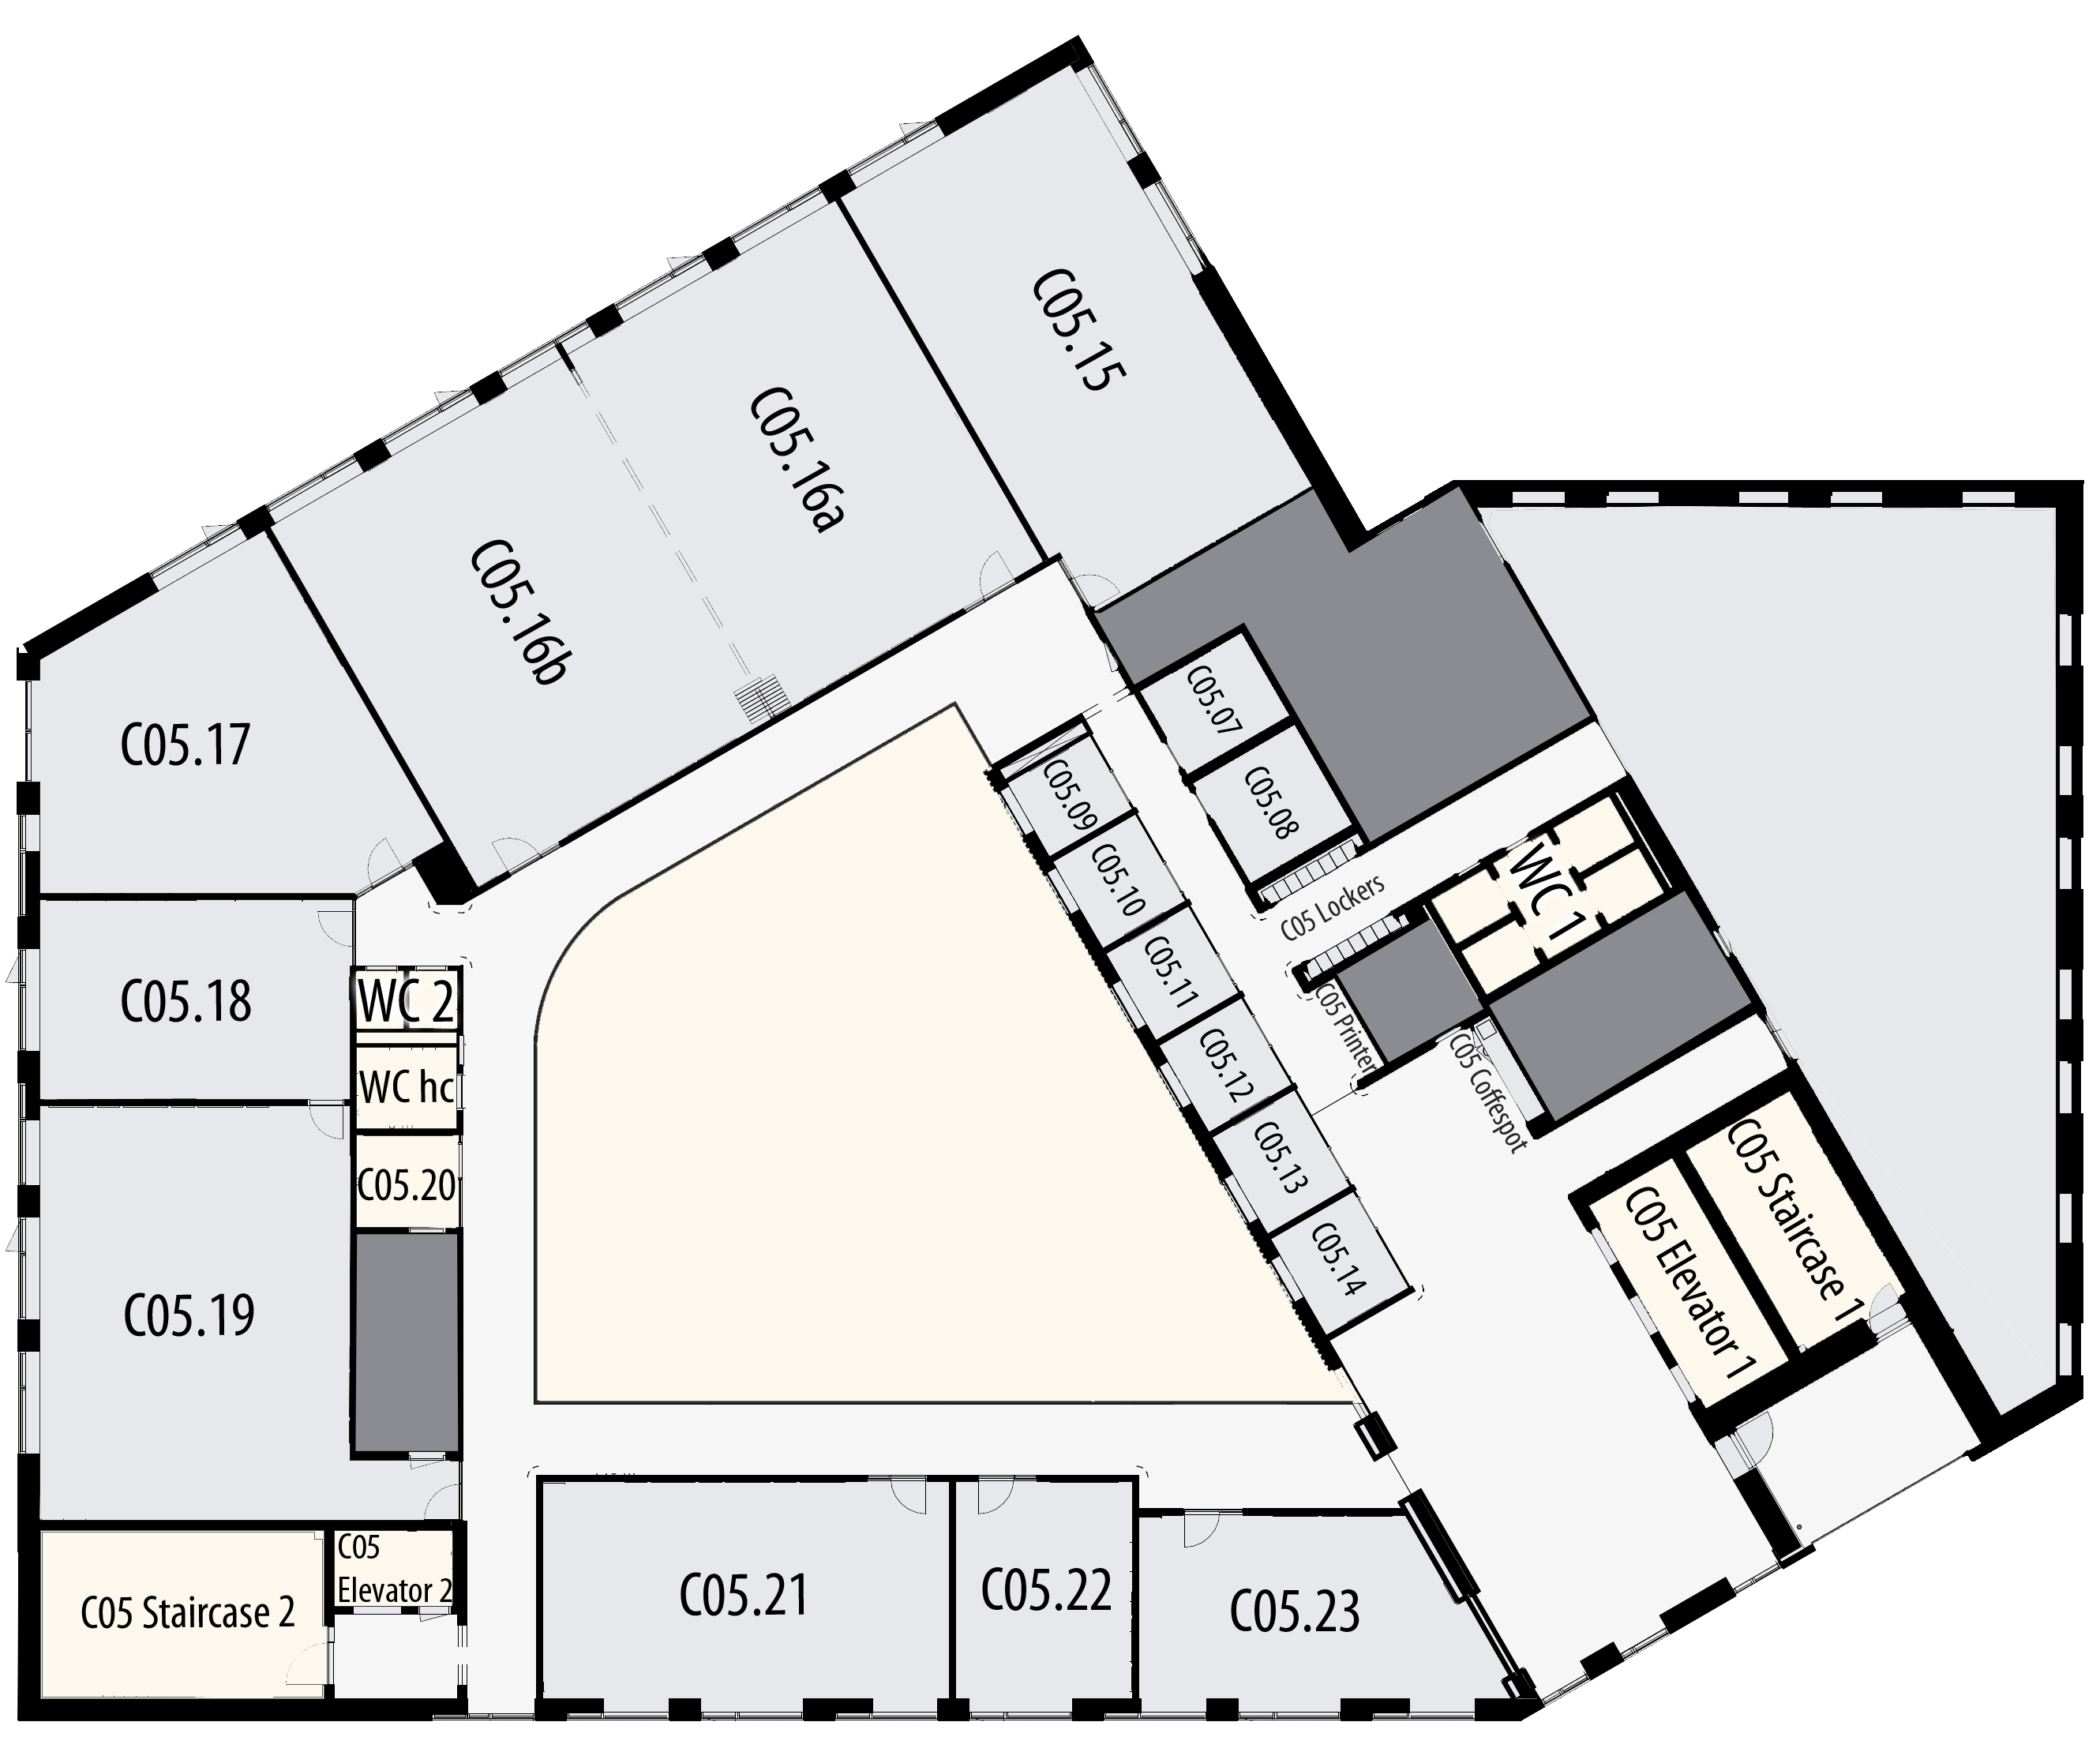 C05.15
C05.16a
C05.16b
C05.17
C05.07
C05.08
C05.09
C05.10
C05.11
C05.12
C05.13
C05.14
C05 Lockers
WC 1
C05 Printer
C05 Coffespot
C05 Staircase 1
C05 Elevator 1
C05.18
WC 2
WC hc
C05.20
C05.19
C05
Elevator 2
C05 Staircase 2
C05.21
C05.22
C05.23